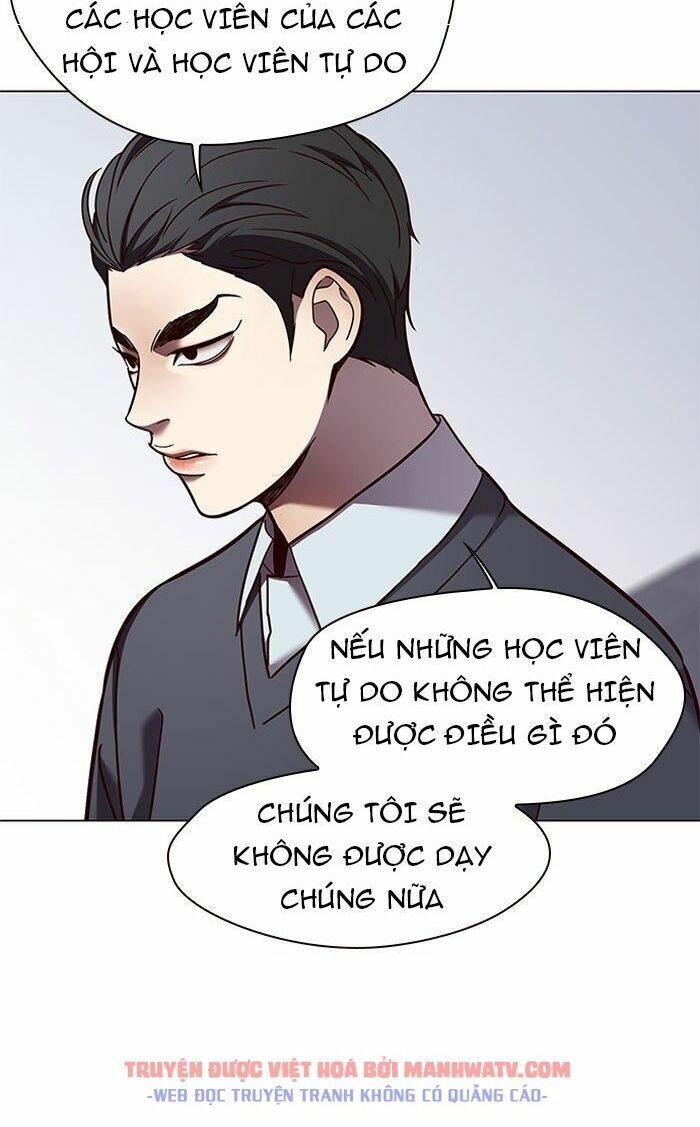 CÁC HỌC VIÊN CỦA CÁC
HỘI VÀ HỌC VIÊN TỰ DO
NẾU NHỮNG HỌC VIÊN
TỰ DO KHÔNG THỂ HIỆN
ĐƯỢC ĐIỀU GÌ ĐÓ
CHÚNG TÔI SẼ
KHÔNG ĐƯỢC DẠY
CHÚNG NỮA
TRUYỆN ĐƯỢC VIỆT HOÁ BỞI MANHWATV.COM
-WEB ĐỌC TRUYỆN TRANH KHÔNG CÓ QUẢNG CÁO-